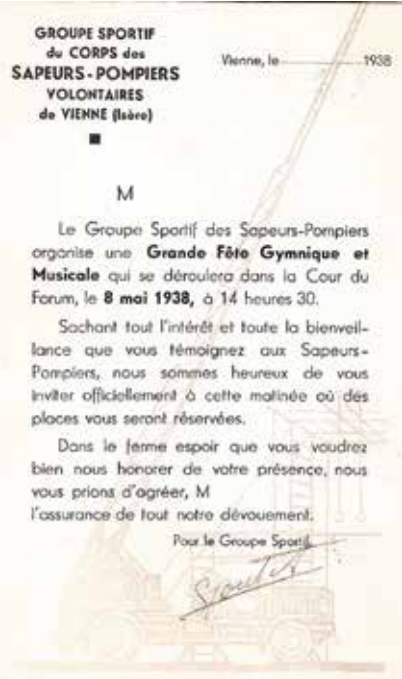 GROUPE SPORTIF
du CORPS des
SAPEURS-POMPIERS
VOLONTAIRES
de VIENNE (Isère)
Vienne, le 1938
M
Le Groupe Sportif des Sapeurs-Pompiers
organise une Grande Fête Gymnique et
Musicale qui se déroulera dans la Cour du
Forum, le 8 mai 1938, à 14 heures 30.
Sachant tout l'intérêt et toute la bienveil-
lance que vous témoignez aux Sapeurs-
Pompiers, nous sommes heureux de vous
inviter officiellement à cette matinée où des
places vous seront réservées.
Dans le ferme espoir que vous voudrez
bien nous honorer de votre présence, nous
vous prions d'agréer, M
l'assurance de tout notre dévouement.
Pour le Groupe Sportif,